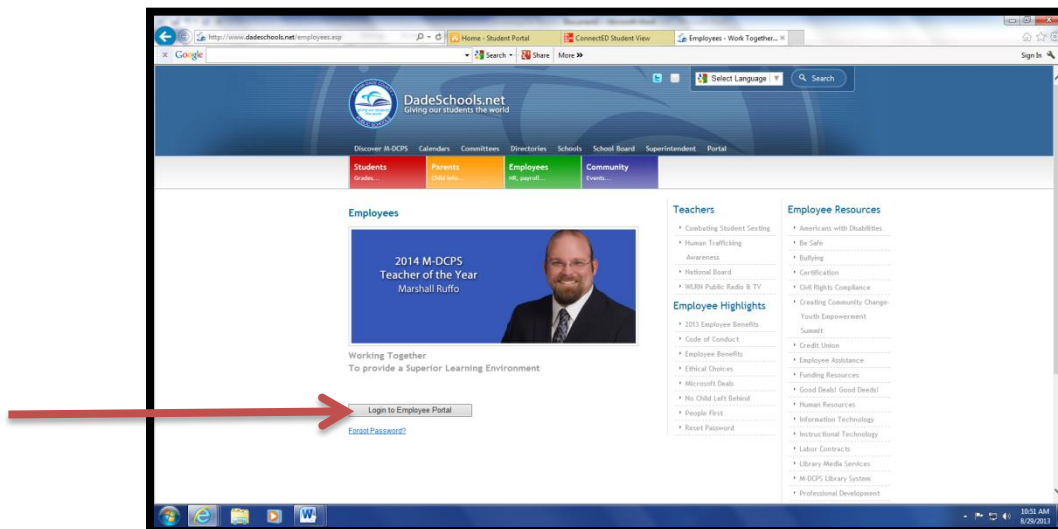 Document1 - Microsoft Word
http://www.dadeschools.net/employees.asp
Home - Student Portal
ConnectED Student View
Employees - Work Together...
x Google
Search
Share
More »
Sign In
Select Language
Search
DadeSchools.net
Giving our students the world
Discover M-DCPS Calendars Committees Directories Schools School Board Superintendent Portal
Students
Grades...
Parents
Child Info...
Employees
HR, payroll...
Community
Events...
Employees
2014 M-DCPS
Teacher of the Year
Marshall Ruffo
Working Together
To provide a Superior Learning Environment
Login to Employee Portal
Forgot Password?
Teachers
Combating Student Sexting
Human Trafficking
Awareness
National Board
WLRN Public Radio & TV
Employee Highlights
2013 Employee Benefits
Code of Conduct
Employee Benefits
Ethical Choices
Microsoft Deals
No Child Left Behind
People First
Reset Password
Employee Resources
Americans with Disabilities
Be Safe
Bullying
Certification
Civil Rights Compliance
Creating Community Change-
Youth Empowerment
Summit
Credit Union
Employee Assistance
Funding Resources
Good Deals! Good Deeds!
Human Resources
Information Technology
Instructional Technology
Labor Contracts
Library Media Services
M-DCPS Library System
Professional Development
10:51 AM
8/29/2013